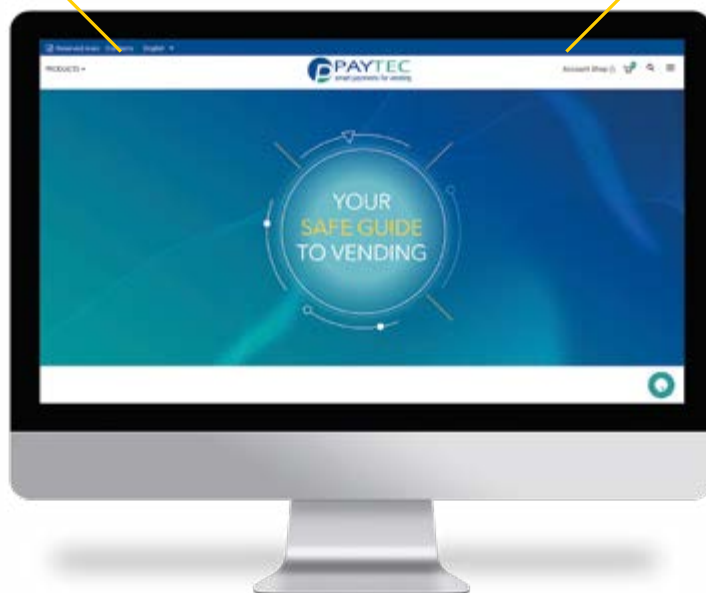 Reserved Area English
PRODUCTS
PAYTEC
smart payments for vending
Account Shop
YOUR
SAFE GUIDE
TO VENDING